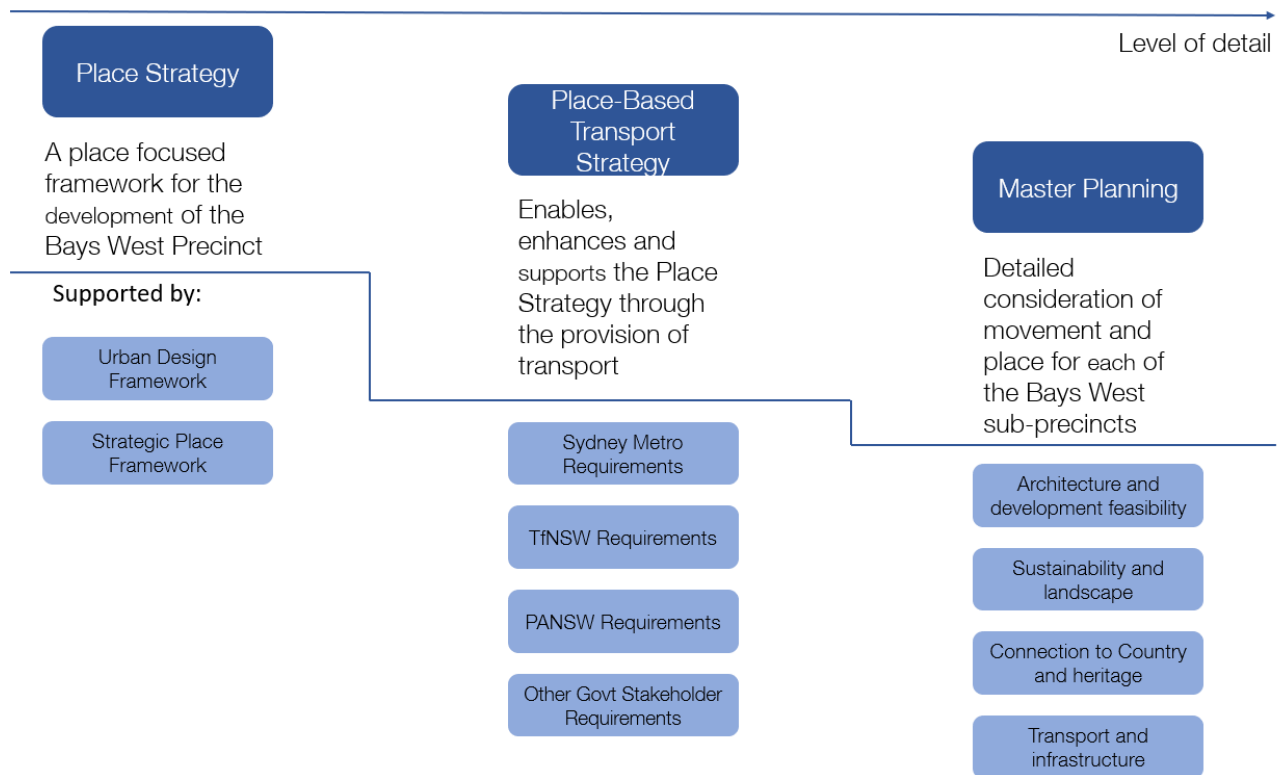 Level of detail
Place Strategy
A place focused
framework for the
development of the
Bays West Precinct
Supported by:
Urban Design
Framework
Strategic Place
Framework
Place-Based
Transport
Strategy
Enables,
enhances and
supports the Place
Strategy through
the provision of
transport
Sydney Metro
Requirements
TfNSW Requirements
PANSW Requirements
Other Govt Stakeholder
Requirements
Master Planning
Detailed
consideration of
movement and
place for each of
the Bays West
sub-precincts
Architecture and
development feasibility
Sustainability and
landscape
Connection to Country
and heritage
Transport and
infrastructure